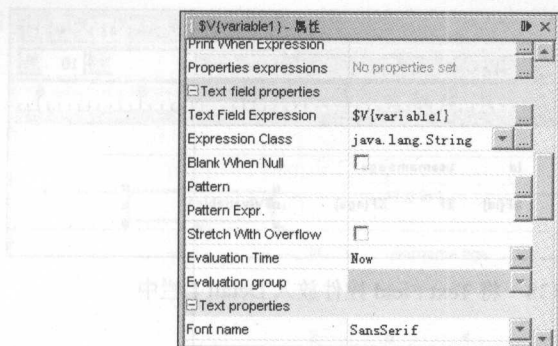 $V{variable1} - 属性
Print When Expression
Properties expressions No properties set
Text field properties
Text Field Expression $V{variable1}
Expression Class java.lang.String
Blank When Null
Pattern
Pattern Expr.
Stretch With Overflow
Evaluation Time Now
Evaluation group
Text properties
Font name SansSerif